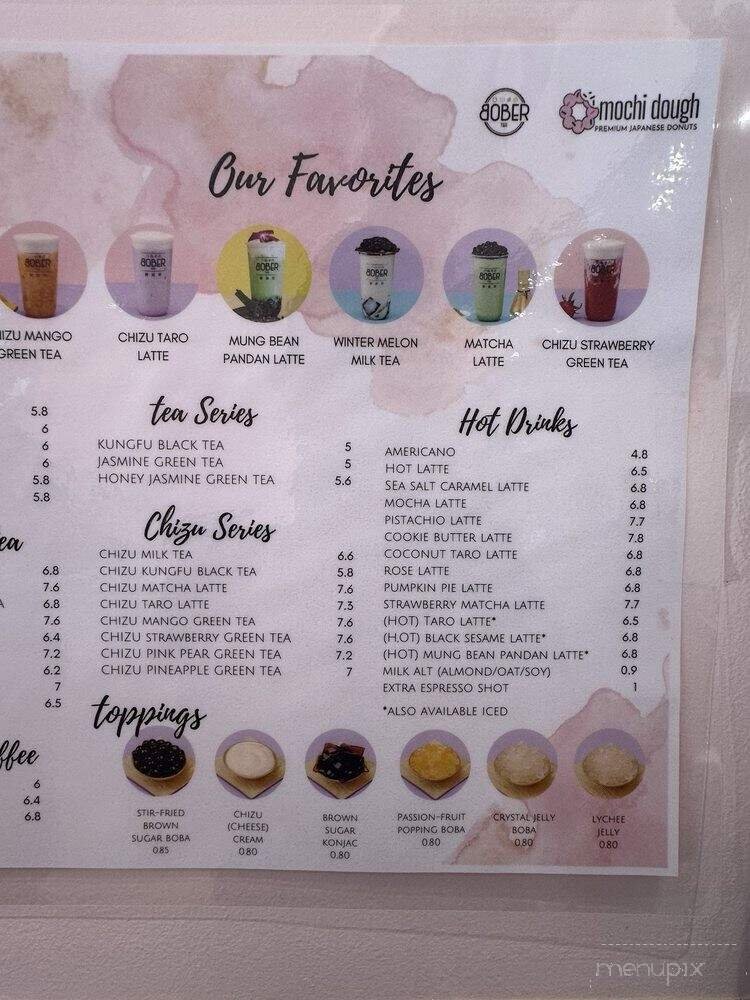 BOBER
TEA
mochi dough
PREMIUM JAPANESE DONUTS
Our Favorites
BOBER
BOBER
BOBER
BOBER
BOBER
BOBER
MANGO
GREEN TEA
CHIZU TARO
LATTE
MUNG BEAN
PANDAN LATTE
WINTER MELON
MILK TEA
MATCHA
LATTE
CHIZU STRAWBERRY
GREEN TEA
5.8
6
6
6
5.8
5.8
6.8
7.6
6.8
7.6
6.4
7.2
6.2
7
6.5
6
6.4
6.8
tea Series
KUNGFU BLACK TEA 5
JASMINE GREEN TEA 5
HONEY JASMINE GREEN TEA 5.6
Chizu Series
CHIZU MILK TEA 6.6
CHIZU KUNGFU BLACK TEA 5.8
CHIZU MATCHA LATTE 7.6
CHIZU TARO LATTE 7.3
CHIZU MANGO GREEN TEA 7.6
CHIZU STRAWBERRY GREEN TEA 7.6
CHIZU PINK PEAR GREEN TEA 7.2
CHIZU PINEAPPLE GREEN TEA 7
Hot Drinks
AMERICANO 4.8
HOT LATTE 6.5
SEA SALT CARAMEL LATTE 6.8
MOCHA LATTE 6.8
PISTACHIO LATTE 7.7
COOKIE BUTTER LATTE 7.8
COCONUT TARO LATTE 6.8
ROSE LATTE 6.8
PUMPKIN PIE LATTE 6.8
STRAWBERRY MATCHA LATTE 7.7
(HOT) TARO LATTE* 6.5
(H.OT) BLACK SESAME LATTE* 6.8
(HOT) MUNG BEAN PANDAN LATTE* 6.8
MILK ALT (ALMOND/OAT/SOY) 0.9
EXTRA ESPRESSO SHOT 1
*ALSO AVAILABLE ICED
toppings
STIR-FRIED
BROWN
SUGAR BOBA
0.85
CHIZU
(CHEESE)
CREAM
0.80
BROWN
SUGAR
KONJAC
0.80
PASSION-FRUIT
POPPING BOBA
0.80
CRYSTAL JELLY
BOBA
0.80
LYCHEE
JELLY
0.80
menupix